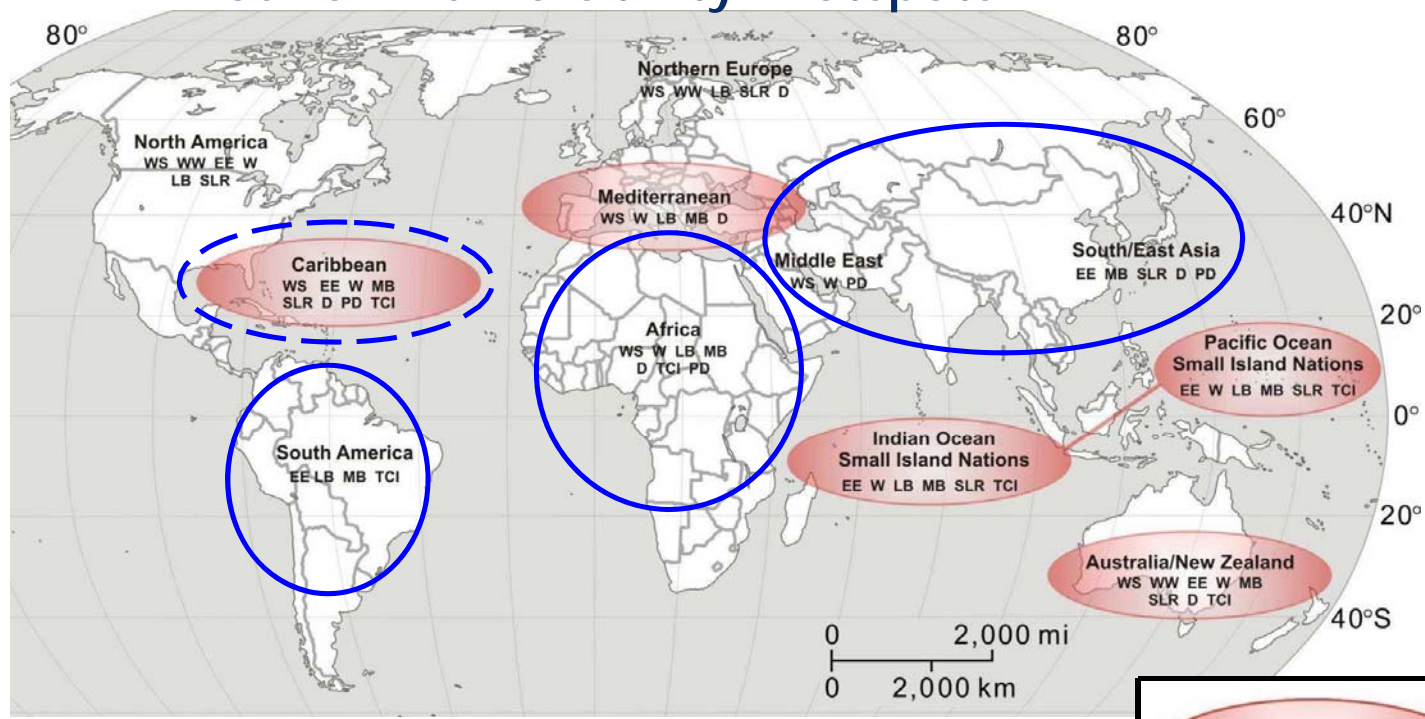 80°
80°
Northern Europe
WS WW LB SLR D
60°
North America
WS WW EE W
LB SLR
Mediterranean
WS W LB MB D
40°N
South/East Asia
EE MB SLR D PD
Middle East
WS W PD
Caribbean
WS EE W MB
SLR D PD TCI
20°
Africa
WS W LB MB
D TCI PD
Pacific Ocean
Small Island Nations
EE W LB MB SLR TCI
0°
South America
EE LB MB TCI
Indian Ocean
Small Island Nations
EE W LB MB SLR TCI
20°
Australia/New Zealand
WS WW EE W MB
SLR D TCI
40°S
0 2,000 mi
0 2,000 km